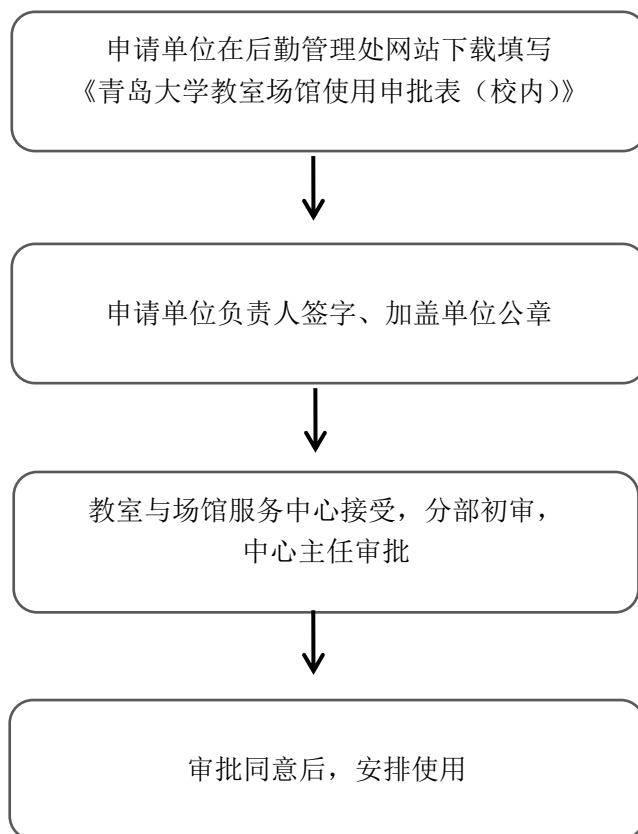 申请单位在后勤管理处网站下载填写
《青岛大学教室场馆使用申批表（校内）》
申请单位负责人签字、加盖单位公章
教室与场馆服务中心接受，分部初审，
中心主任审批
审批同意后，安排使用